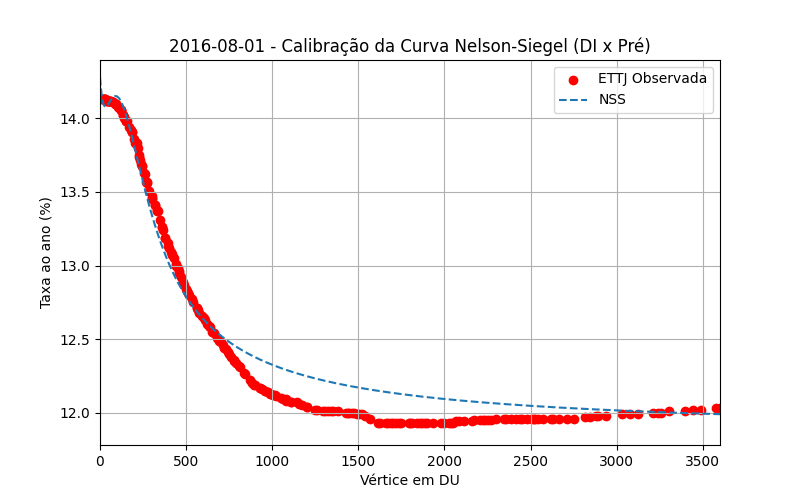 2016-08-01 - Calibração da Curva Nelson-Siegel (DI x Pré)
ETTJ Observada
NSS
Taxa ao ano (%)
14.0
13.5
13.0
12.5
12.0
0 500 1000 1500 2000 2500 3000 3500
Vértice em DU